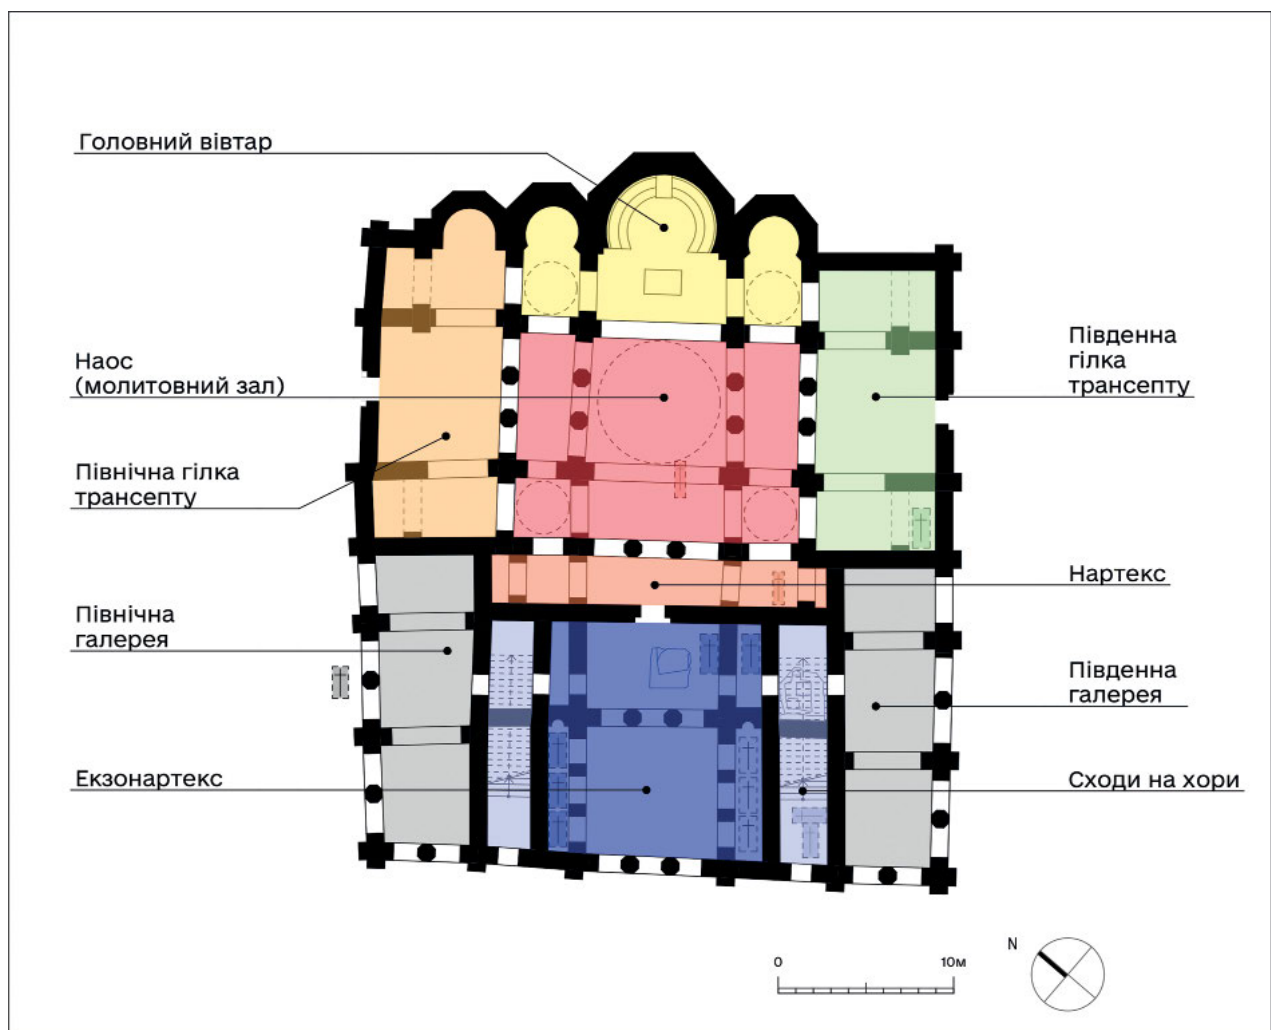 Головний вівтар
Наос
(молитовний зал)
Північна гілка
трансепту
Північна
галерея
Екзонартекс
Південна
гілка
трансепту
Нартекс
Південна
галерея
Сходи на хори
N
0
10м